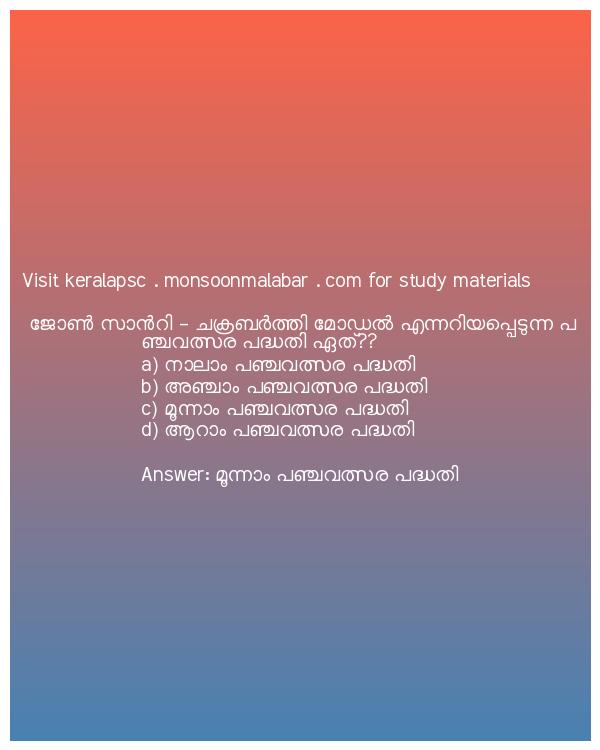 Visit keralapsc . monsoonmalabar . com for study materials
ജോൺ സാൻറി – ചക്രബർത്തി മോഡൽ എന്നറിയപ്പെടുന്ന പ
ഞ്ചവത്സര പദ്ധതി ഏത്??
a) നാലാം പഞ്ചവത്സര പദ്ധതി
b) അഞ്ചാം പഞ്ചവത്സര പദ്ധതി
c) മൂന്നാം പഞ്ചവത്സര പദ്ധതി
d) ആറാം പഞ്ചവത്സര പദ്ധതി
Answer: മൂന്നാം പഞ്ചവത്സര പദ്ധതി